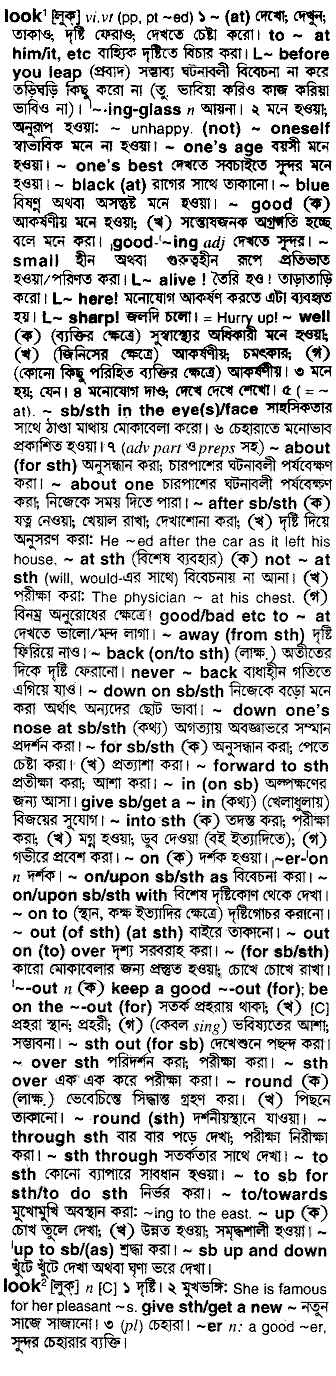 look¹ [লুক্] vi.vt (pp, pt ~ed) ১ ~ (at) দেখো; দেখুন;
তাকাও; দৃষ্টি ফেরাও; দেখতে চেষ্টা করো। to ~ at
him/it, etc বাহ্যিক দৃষ্টিতে বিচার করা। L~ before
you leap (প্রবাদ) সম্ভাব্য ঘটনাবলী বিবেচনা না করে
তড়িঘড়ি কিছু করো না (তু ভাবিয়া করিও কাজ করিয়া
ভাবিও না)। ˈ~-ing-glass n আয়না। ২ মনে হওয়া;
অনুরূপ হওয়া: ~ unhappy. (not) ~ oneself
স্বাভাবিক মনে না হওয়া। ~ one's age বয়সী মনে
হওয়া। ~ one's best দেখতে সবচাইতে সুন্দর মনে
হওয়া। ~ black (at) রাগের সাথে তাকানো। ~ blue
বিষণ্ন অথবা অসন্তুষ্ট মনে হওয়া। ~ good (ক)
আকর্ষণীয় মনে হওয়া; (খ) সন্তোষজনক অগ্রগতি হচ্ছে
বলে মনে করা। ˌgood-ˈ~ing adj দেখতে সুন্দর। ~
small হীন অথবা গুরুত্বহীন রূপে প্রতিভাত
হওয়া/পরিণত করা। L~ alive ! তৈরি হও ! তাড়াতাড়ি
করো। L~ here! মনোযোগ আকর্ষণ করতে এটা ব্যবহৃত
হয়। L~ sharp! জলদি চলো। = Hurry up! ~ well
(ক) (ব্যক্তির ক্ষেত্রে) সুস্বাস্থ্যের অধিকারী মনে হওয়া;
(খ) (জিনিসের ক্ষেত্রে) আকর্ষণীয়; চমৎকার; (গ)
(কোনো কিছু পরিহিত ব্যক্তির ক্ষেত্রে) আকর্ষণীয়। ৩ মনে
হয়; যেন। ৪ মনোযোগ দাও; দেখে দেখে শেখো। ৫ (= ~
at). ~ sb/sth in the eye(s)/face সাহসিকতার
সাথে ঠাণ্ডা মাথায় মোকাবেলা করো। ৬ চেহারাতে মনোভাব
প্রকাশিত হওয়া। ৭ (adv part ও preps সহ) ~ about
(for sth) অনুসন্ধান করা; চারপাশের ঘটনাবলী পর্যবেক্ষণ
করা। ~ about one চারপাশের ঘটনাবলী পর্যবেক্ষণ
করা; নিজেকে সময় দিতে পারা। ~ after sb/sth (ক)
যত্ন নেওয়া; খেয়াল রাখা; দেখাশোনা করা; (খ) দৃষ্টি দিয়ে
অনুসরণ করা: He ~ed after the car as it left his
house. ~ at sth (বিশেষ ব্যবহার) (ক) not ~ at
sth (will, would-এর সাথে) বিবেচনায় না আনা। (খ)
পরীক্ষা করা: The physician ~ at his chest. (গ)
বিনম্র অনুরোধের ক্ষেত্রে। good/bad etc to ~ at
দেখতে ভালো/মন্দ লাগা। ~ away (from sth) দৃষ্টি
ফিরিয়ে নাও। ~ back (on/to sth) (লাক্ষ.) অতীতের
দিকে দৃষ্টি ফেরানো। never ~ back বাধাহীন গতিতে
এগিয়ে যাও। ~ down on sb/sth নিজেকে বড়ো মনে
করা অর্থাৎ অন্যদের ছোট ভাবা। ~ down one's
nose at sb/sth (কথ্য) অগত্যায় অবজ্ঞাভরে সম্মান
প্রদর্শন করা। ~ for sb/sth (ক) অনুসন্ধান করা; পেতে
চেষ্টা করা। (খ) প্রত্যাশা করা। ~ forward to sth
প্রতীক্ষা করা; আশা করা। ~ in (on sb) অল্পক্ষণের
জন্য আসা। give sb/get a ~ in (কথ্য) (খেলাধুলায়)
বিজয়ের সুযোগ। ~ into sth (ক) তদন্ত করা; পরীক্ষা
করা; (খ) মগ্ন হওয়া; ডুব দেওয়া (বই ইত্যাদিতে); (গ)
গভীরে প্রবেশ করা। ~ on (ক) দর্শক হওয়া। ˌ~er-ˈon
n দর্শক। ~ on/upon sb/sth as বিবেচনা করা। ~
on/upon sb/sth with বিশেষ দৃষ্টিকোণ থেকে দেখা।
~ on to (স্থান, কক্ষ ইত্যাদির ক্ষেত্রে) দৃষ্টিগোচর করানো।
~ out (of sth) (at sth) বাইরে তাকানো। ~ out
on (to) over দৃশ্য সরবরাহ করা। ~ (for sb/sth)
কারো মোকাবেলার জন্য প্রস্তুত হওয়া; চোখে চোখে রাখা।
ˈ~-out n (ক) keep a good ~-out (for); be
on the ~-out (for) সতর্ক প্রহরায় থাকা; (খ) [C]
প্রহরা স্থান; প্রহরী; (গ) (কেবল sing) ভবিষ্যতের আশা;
সম্ভাবনা। ~ sth out (for sb) দেখেশুনে পছন্দ করা।
~ over sth পরিদর্শন করা; পরীক্ষা করা। ~ sth
over এক এক করে পরীক্ষা করা। ~ round (ক)
(লাক্ষ.) ভেবেচিন্তে সিদ্ধান্ত গ্রহণ করা। (খ) পিছনে
তাকানো। ~ round (sth) দর্শনীয়স্থানে যাওয়া। ~
through sth বার বার পড়ে দেখা; পরীক্ষা নিরীক্ষা
করা। ~ sth through সতর্কতার সাথে দেখা। ~ to
sth কোনো ব্যাপারে সাবধান হওয়া। ~ to sb for
sth/to do sth নির্ভর করা। ~ to/towards
মুখোমুখি অবস্থান করা: ~ing to the east. ~ up (ক)
চোখ তুলে দেখা; (খ) উন্নত হওয়া; সমৃদ্ধশালী হওয়া। ~
ˈup to sb/(as) শ্রদ্ধা করা। ~ sb up and down
খুঁটে খুঁটে দেখা অথবা ঘৃণা ভরে দেখা।
look² [লুক্] n [C] ১ দৃষ্টি। ২ মুখভঙ্গি: She is famous
for her pleasant ~s. give sth/get a new ~ নতুন
সাজে সাজানো। ৩ (pl) চেহারা। ~er n: a good ~er,
সুন্দর চেহারার ব্যক্তি।